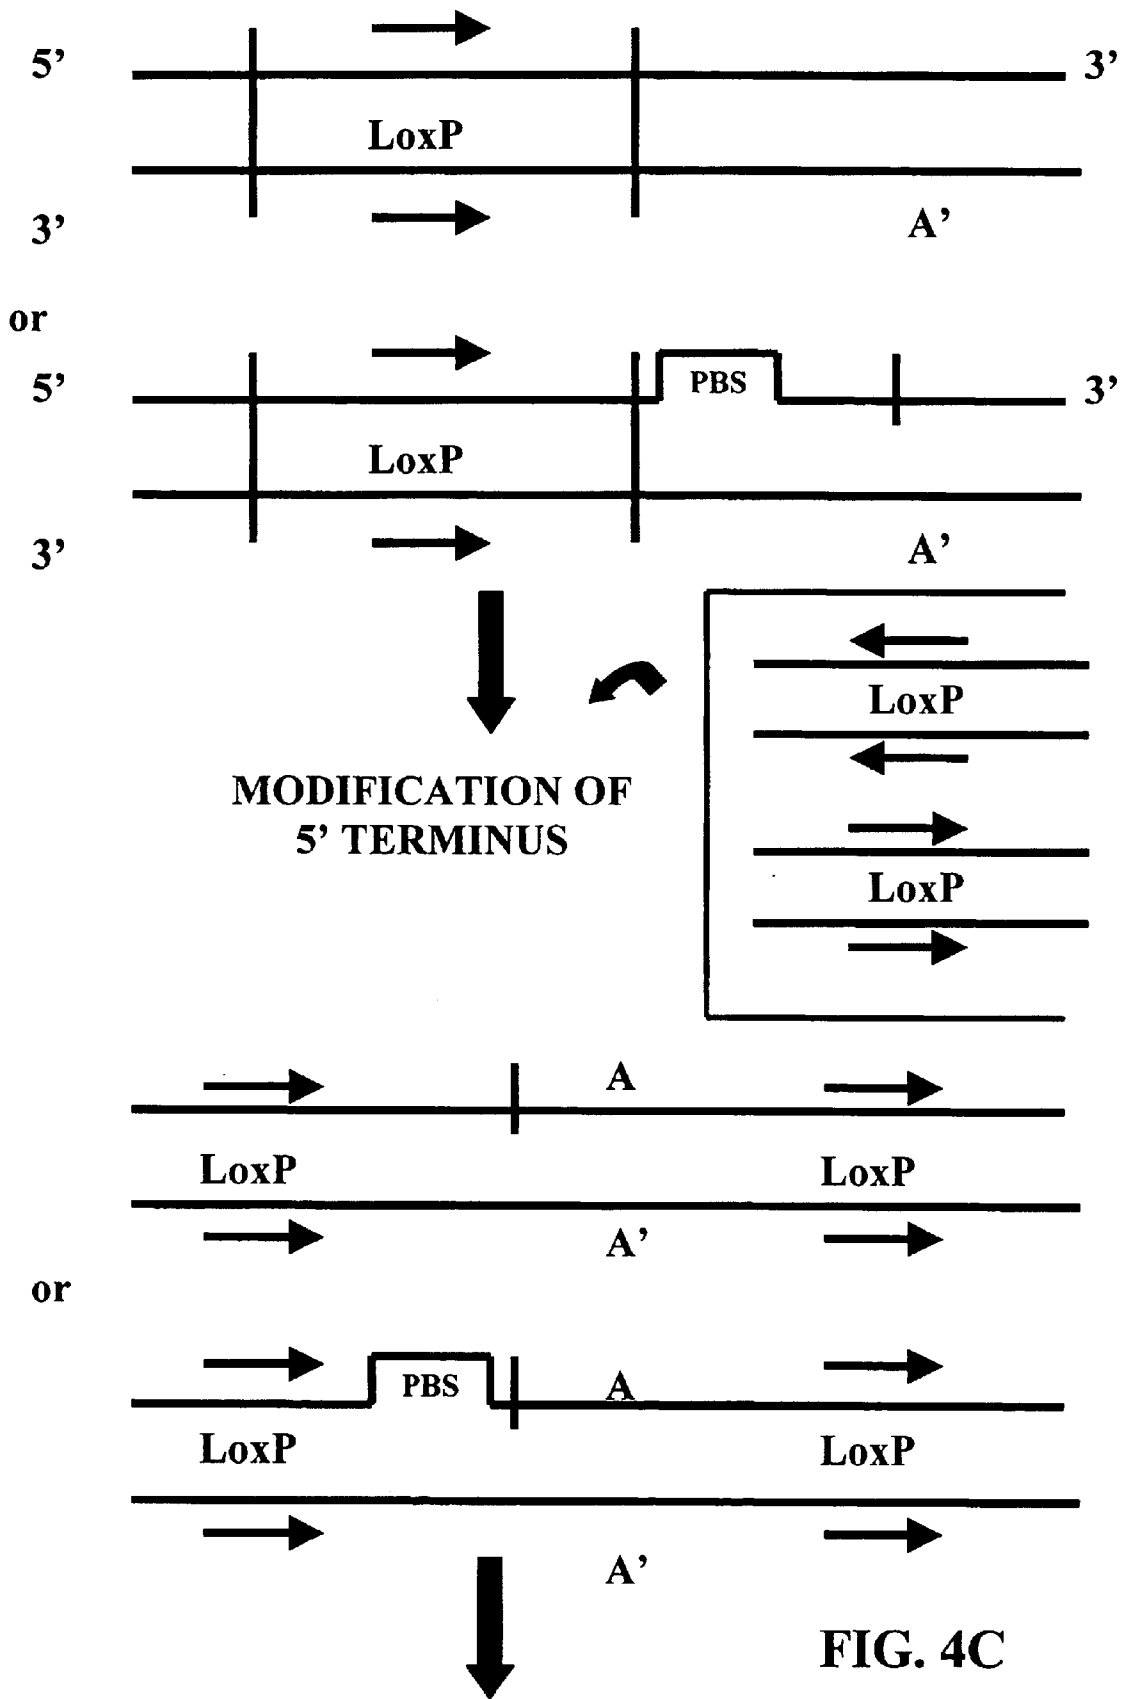 5’ 3’
LoxP
3’ A’
or
5’ PBS 3’
LoxP
3’ A’
LoxP
MODIFICATION OF
5’ TERMINUS
LoxP
A
LoxP LoxP
A’
or
PBS A
LoxP LoxP
A’
FIG. 4C